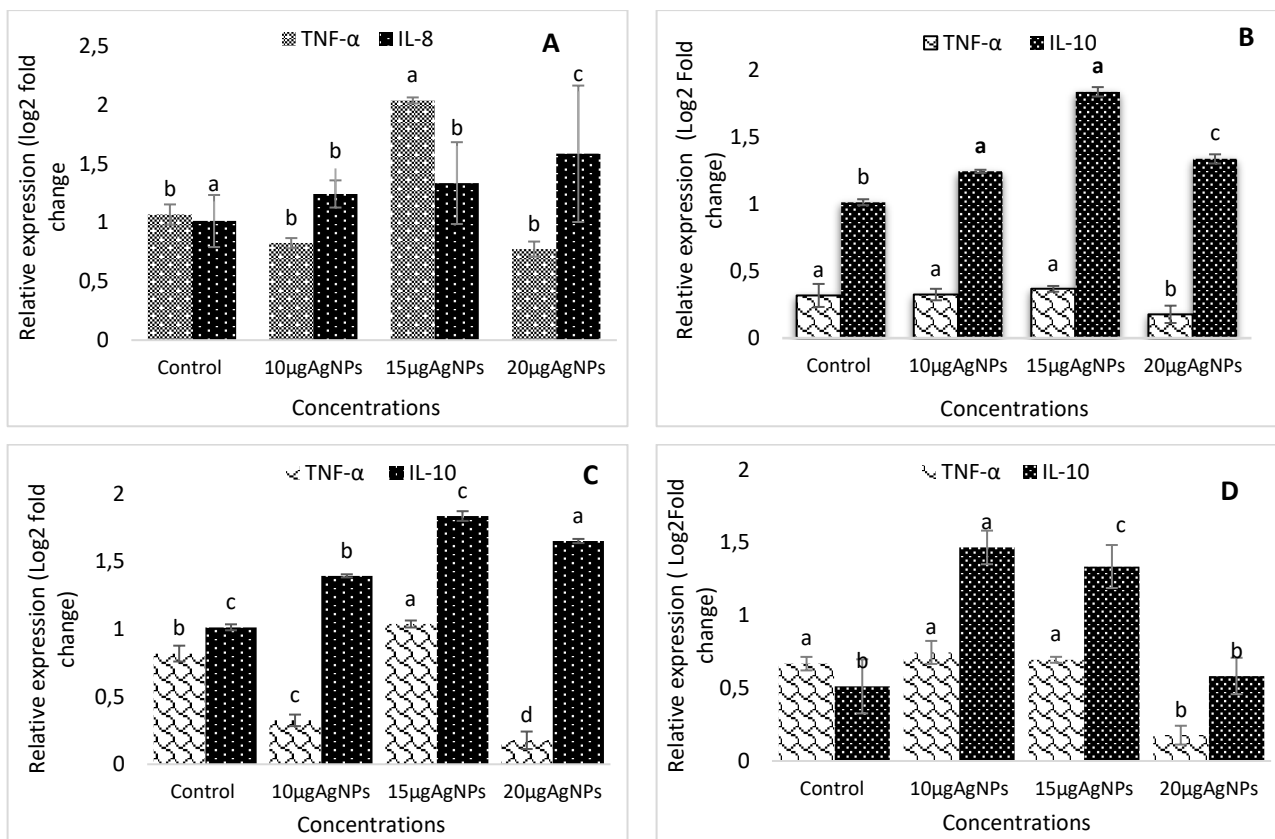 TNF-α IL-8 A
Relative expression (log2 fold
change
2,5
2
1,5
1
0,5
0
b a
b b
a b
b c
Control 10µgAgNPs 15µgAgNPs 20µgAgNPs
Concentrations
TNF-α IL-10 B
Relative expression (Log2 Fold
change)
2
1,5
1
0,5
0
a b
a a
a a
b c
Control 10µgAgNPs 15µgAgNPs 20µgAgNPs
Concentrations
TNF-α IL-10 C
Relative expression (Log2 fold
change)
2
1,5
1
0,5
0
b c
c b
a c
d a
Control 10µgAgNPs 15µgAgNPs 20µgAgNPs
Concentrations
TNF-α IL-10 D
Relative expression ( Log2Fold
change)
2
1,5
1
0,5
0
a b
a a
a c
b b
Control 10µgAgNPs 15µgAgNPs 20µgAgNPs
Concentrations